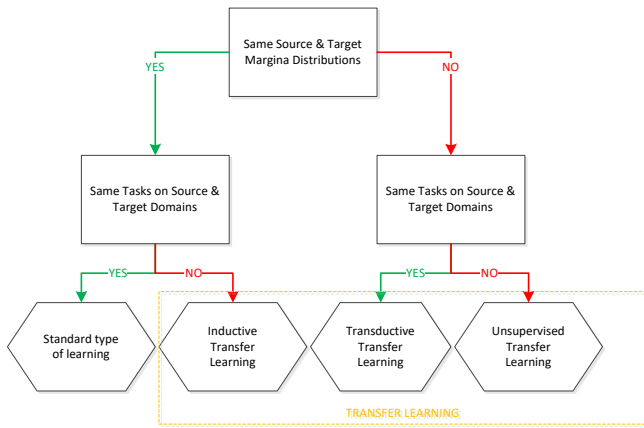 Same Source & Target
Margina Distributions
YES
NO
Same Tasks on Source &
Target Domains
Same Tasks on Source &
Target Domains
YES
NO
YES
NO
Standard type
of learning
Inductive
Transfer
Learning
Transductive
Transfer
Learning
Unsupervised
Transfer
Learning
TRANSFER LEARNING